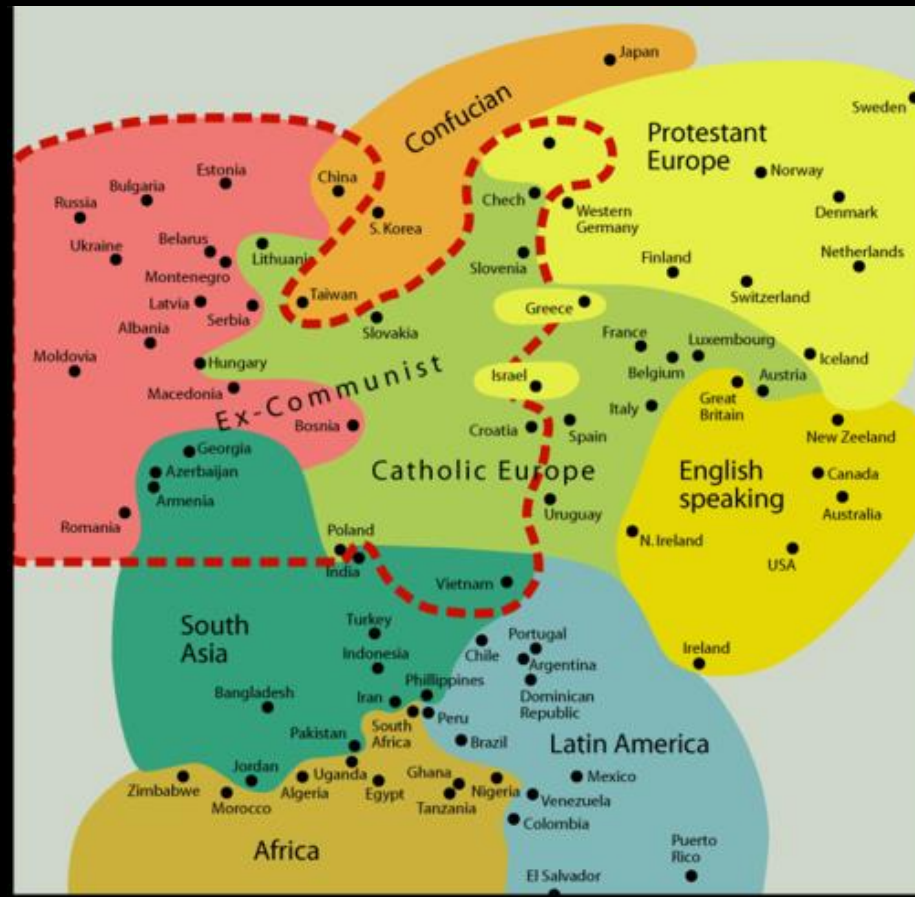 Japan
Confucian
Sweden
Protestant
Europe
Estonia
China
Norway
Bulgaria
Chech
Russia
Western
Germany
Denmark
S. Korea
Ukraine
Belarus
Lithuania
Slovenia
Finland
Netherlands
Montenegro
Switzerland
Latvia
Serbia
Taiwan
Greece
Albania
Slovakia
France
Luxembourg
Moldovia
Hungary
Iceland
Belgium
Israel
Austria
Macedonia
Ex-Communist
Great
Britain
Italy
Bosnia
Croatia
Spain
New Zeeland
Georgia
Azerbaijan
Catholic Europe
English
speaking
Canada
Armenia
Australia
Romania
Uruguay
Poland
N. Ireland
USA
India
Vietnam
South
Asia
Turkey
Portugal
Ireland
Indonesia
Chile
Argentina
Bangladesh
Phillippines
Dominican
Republic
Iran
South
Africa
Peru
Pakistan
Brazil
Latin America
Jordan
Uganda
Ghana
Mexico
Zimbabwe
Algeria
Egypt
Nigeria
Morocco
Tanzania
Venezuela
Colombia
Africa
Puerto
Rico
El Salvador